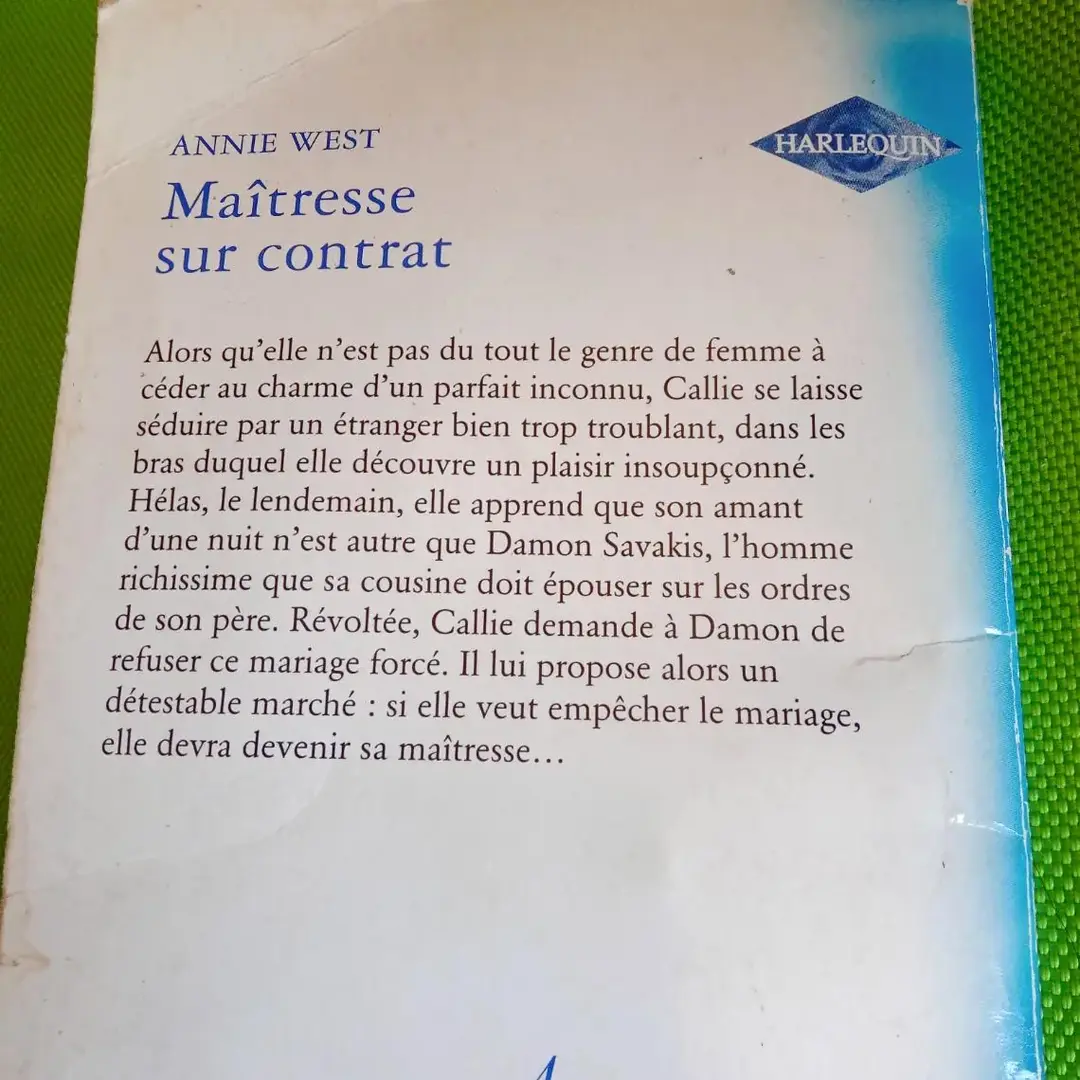 ANNIE WEST
HARLEQUIN
Maîtresse
sur contrat
Alors qu'elle n'est pas du tout le genre de femme à
céder au charme d'un parfait inconnu, Callie se laisse
séduire par un étranger bien trop troublant, dans les
bras duquel elle découvre un plaisir insoupçonné.
Hélas, le lendemain, elle apprend que son amant
d'une nuit n'est autre que Damon Savakis, l'homme
richissime que sa cousine doit épouser sur les ordres
de son père. Révoltée, Callie demande à Damon de
refuser ce mariage forcé. Il lui propose alors un
détestable marché : si elle veut empêcher le mariage,
elle devra devenir sa maîtresse...